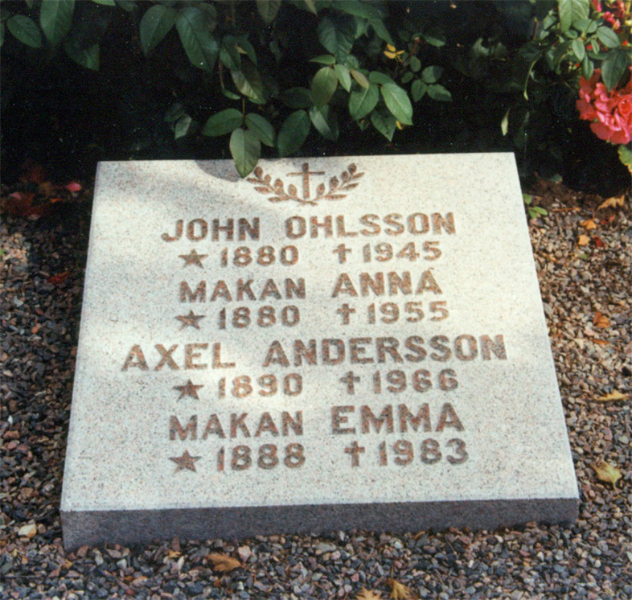 JOHN OHLSSON
★ 1880 † 1945
MAKAN ANNA
★ 1880 † 1955
AXEL ANDERSSON
★ 1890 † 1966
MAKAN EMMA
★ 1888 † 1983